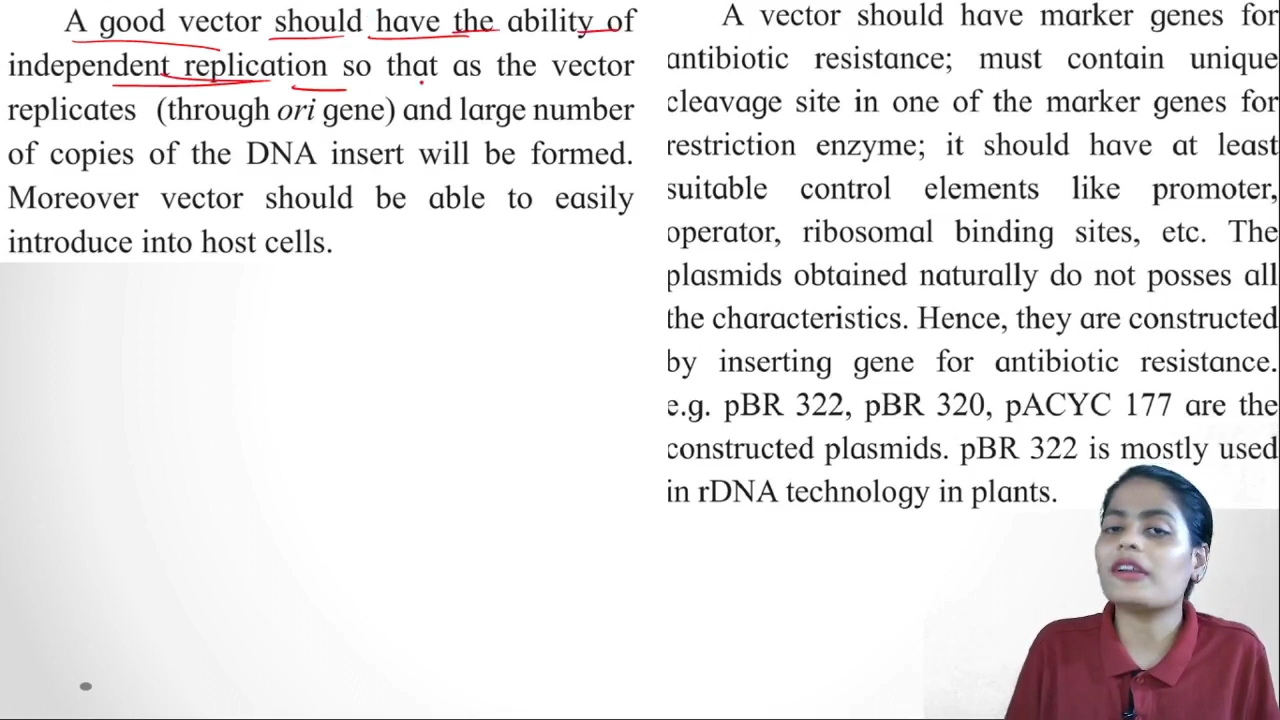 A good vector should have the ability of
independent replication so that as the vector
replicates (through ori gene) and large number
of copies of the DNA insert will be formed.
Moreover vector should be able to easily
introduce into host cells.
A vector should have marker genes for
antibiotic resistance; must contain unique
cleavage site in one of the marker genes for
restriction enzyme; it should have at least
suitable control elements like promoter,
operator, ribosomal binding sites, etc. The
plasmids obtained naturally do not posses all
the characteristics. Hence, they are constructed
by inserting gene for antibiotic resistance.
e.g. pBR 322, pBR 320, pACYC 177 are the
constructed plasmids. pBR 322 is mostly used
in rDNA technology in plants.